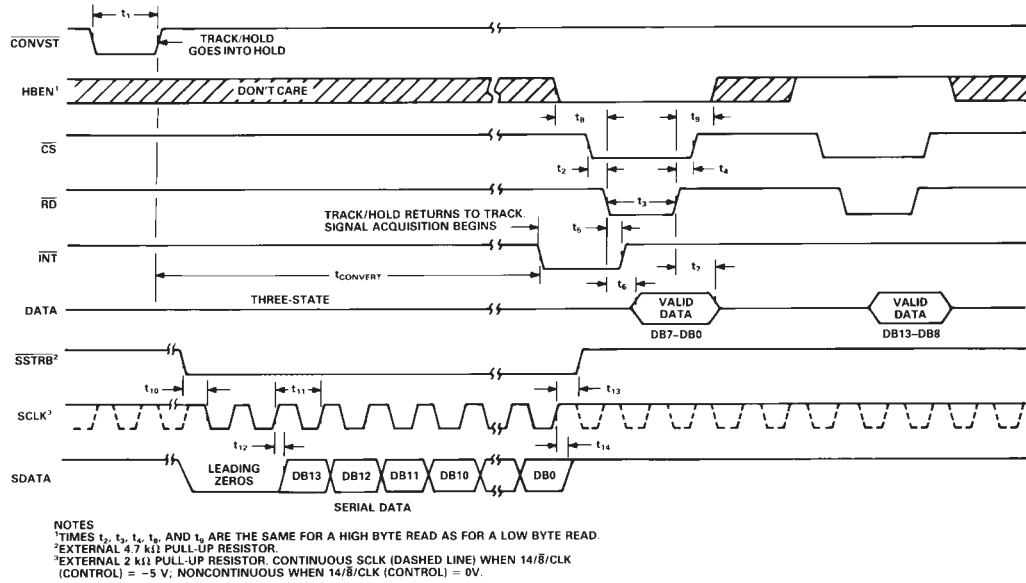 t1
CONVST
TRACK/HOLD
GOES INTO HOLD
HBEN1
DON'T CARE
t8
t9
CS
t2
t4
RD
t3
TRACK/HOLD RETURNS TO TRACK.
SIGNAL ACQUISITION BEGINS
t5
INT
tCONVERT
t7
t6
THREE-STATE
DATA
VALID
DATA
VALID
DATA
DB7–DB0
DB13–DB8
SSTRB2
t10
t11
t13
SCLK3
t12
t14
SDATA
LEADING
ZEROS
DB13
DB12
DB11
DB10
DB0
SERIAL DATA
NOTES
1TIMES t2, t3, t4, t8, AND t9 ARE THE SAME FOR A HIGH BYTE READ AS FOR A LOW BYTE READ.
2EXTERNAL 4.7 kΩ PULL-UP RESISTOR.
3EXTERNAL 2 kΩ PULL-UP RESISTOR. CONTINUOUS SCLK (DASHED LINE) WHEN 14/8̅/CLK
(CONTROL) = –5 V; NONCONTINUOUS WHEN 14/8̅/CLK (CONTROL) = 0V.